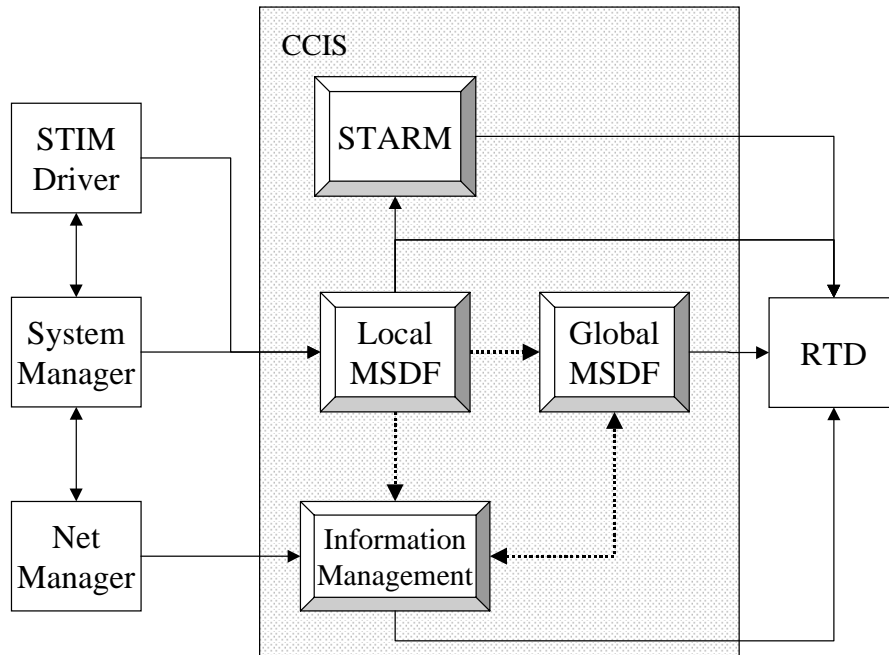 CCIS
STARM
STIM
Driver
System
Manager
Local
MSDF
Global
MSDF
RTD
Net
Manager
Information
Management